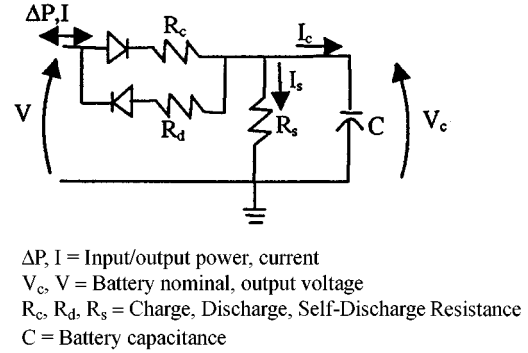 ΔP,I
R_c
I_c
V
I_s
R_d
R_s
C
V_c
ΔP, I = Input/output power, current
V_c, V = Battery nominal, output voltage
R_c, R_d, R_s = Charge, Discharge, Self-Discharge Resistance
C = Battery capacitance